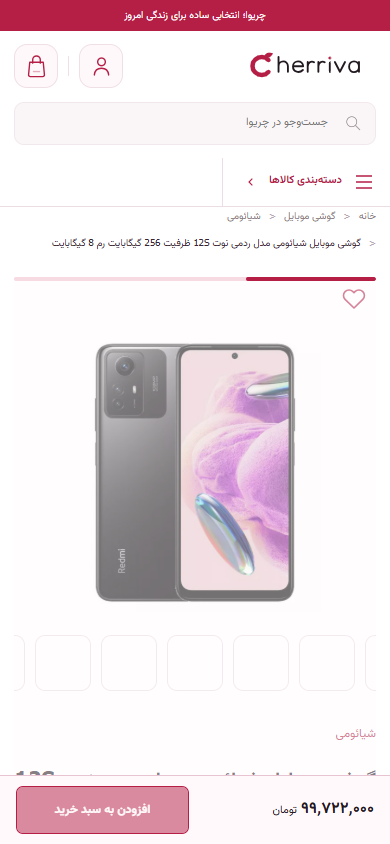 چریوا؛ انتخابی ساده برای زندگی امروز
cherriva
جست‌وجو در چریوا
دسته‌بندی کالاها
خانه > گوشی موبایل > شیائومی
> گوشی موبایل شیائومی مدل ردمی نوت 12S ظرفیت 256 گیگابایت رم 8 گیگابایت
Redmi
شیائومی
۹۹,۷۲۲,۰۰۰ تومان
افزودن به سبد خرید